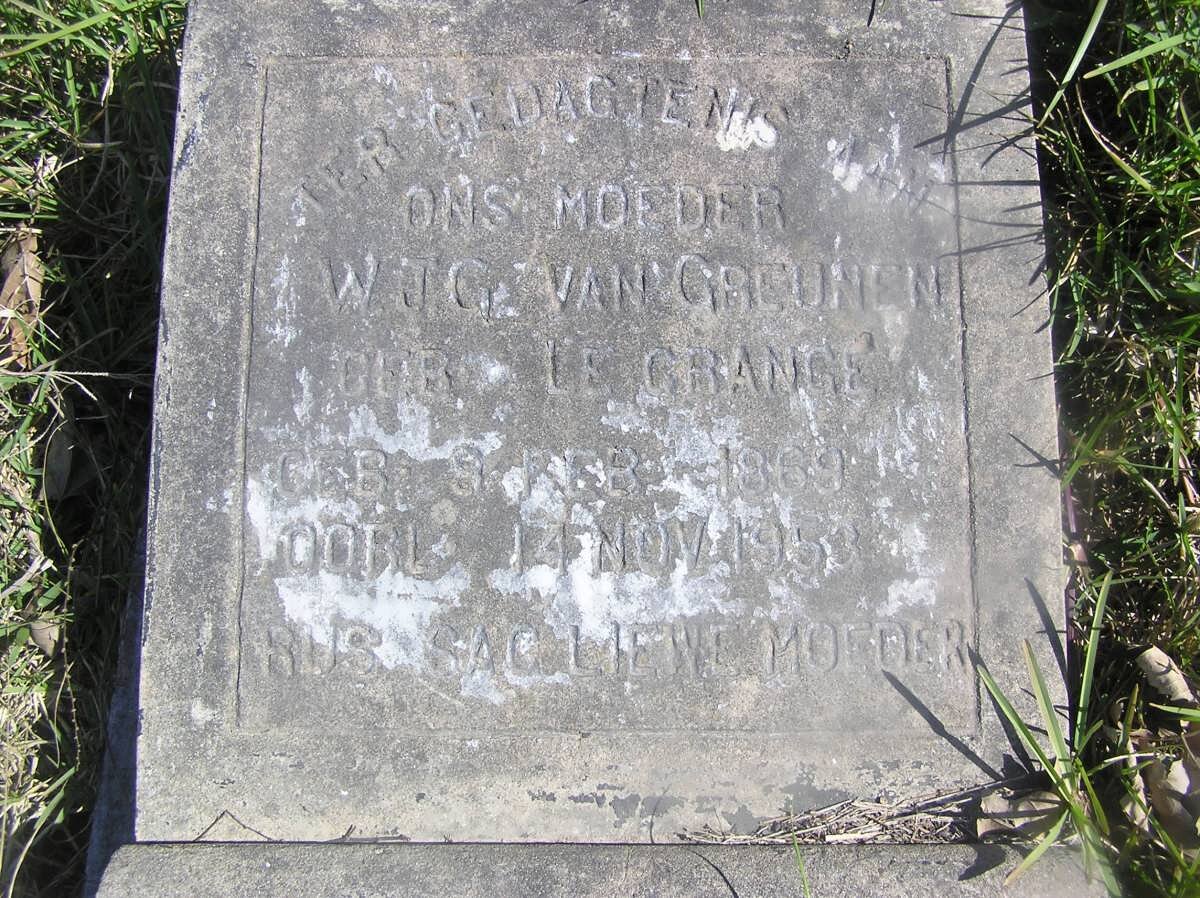 TER GEDAGTENIS VAN
ONS MOEDER
W.J.C. VAN GREUNEN
GEB. LE GRANGE
GEB. 9 FEB. 1869
OORL. 14 NOV. 1953
RUS SAG LIEWE MOEDER